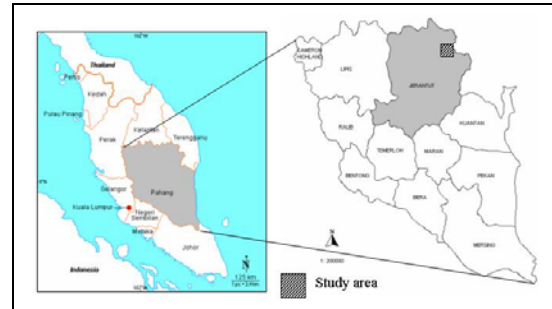 Thailand
Perlis
Kedah
Pulau Pinang
Perak
Kelantan
Terengganu
Pahang
Selangor
Kuala Lumpur
Negeri
Sembilan
Melaka
Johor
Indonesia
N
125 km
CAMERON
HIGHLAND
LIPIS
JERANTUT
RAUB
KUANTAN
TEMERLOH
MARAN
BENTONG
PEKAN
BERA
N
Study area